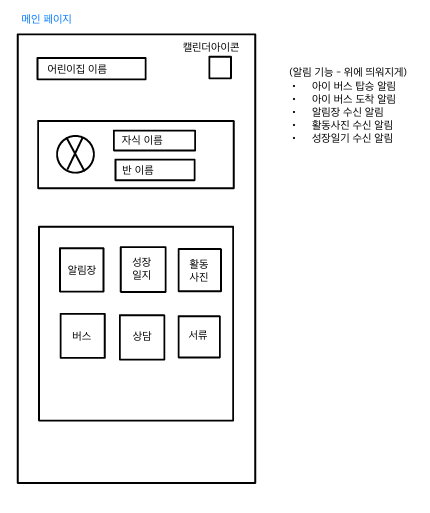 메인 페이지
캘린더아이콘
어린이집 이름
자식 이름
반 이름
알림장
성장
일지
활동
사진
버스
상담
서류
(알림 기능 - 위에 띄워지게)
• 아이 버스 탑승 알림
• 아이 버스 도착 알림
• 알림장 수신 알림
• 활동사진 수신 알림
• 성장일기 수신 알림